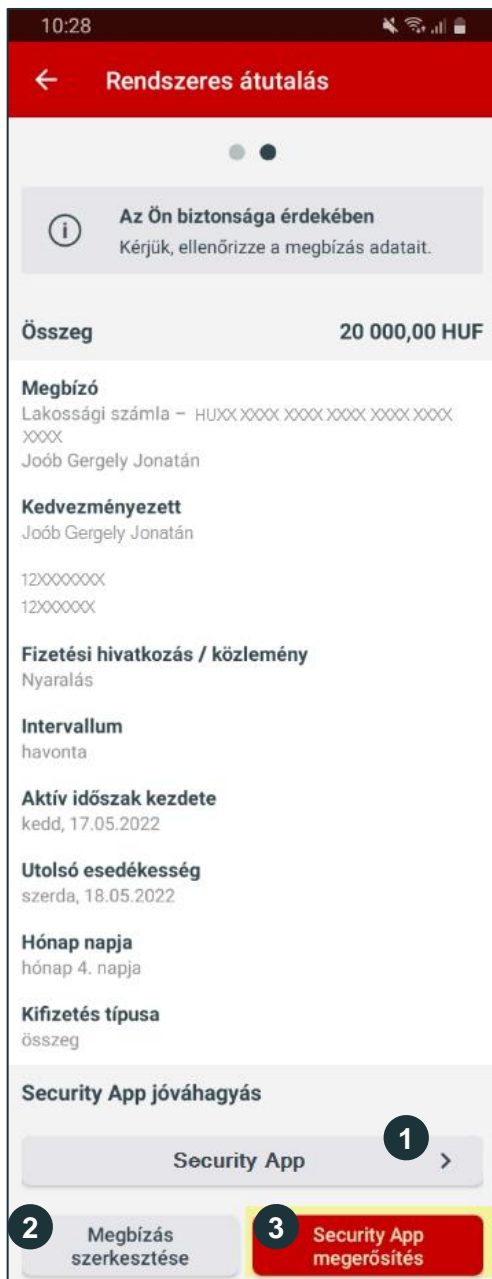 10:28
Rendszeres átutalás
Az Ön biztonsága érdekében
Kérjük, ellenőrizze a megbízás adatait.
Összeg 20 000,00 HUF
Megbízó
Lakossági számla – HUXX XXXX XXXX XXXX XXXX XXXX
XXXX
Joób Gergely Jonatán
Kedvezményezett
Joób Gergely Jonatán
12XXXXXXX
12XXXXXX
Fizetési hivatkozás / közlemény
Nyaralás
Intervallum
havonta
Aktív időszak kezdete
kedd, 17.05.2022
Utolsó esedékesség
szerda, 18.05.2022
Hónap napja
hónap 4. napja
Kifizetés típusa
összeg
Security App jóváhagyás
1
Security App
2 Megbízás
szerkesztése
3 Security App
megerősítés